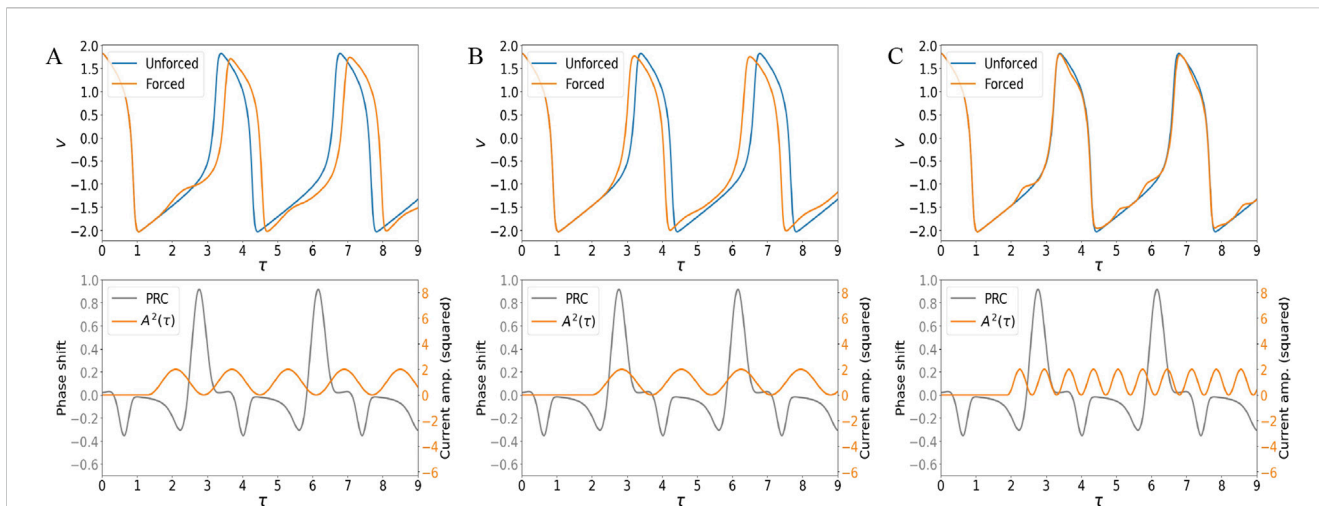 A
2.0
1.5
1.0
0.5
0.0
−0.5
−1.0
−1.5
−2.0
v
Unforced
Forced
0 1 2 3 4 5 6 7 8 9
τ
1.0
0.8
0.6
0.4
0.2
0.0
−0.2
−0.4
−0.6
Phase shift
PRC
A²(τ)
8
6
4
2
0
−2
−4
−6
Current amp. (squared)
0 1 2 3 4 5 6 7 8 9
τ
B
2.0
1.5
1.0
0.5
0.0
−0.5
−1.0
−1.5
−2.0
v
Unforced
Forced
0 1 2 3 4 5 6 7 8 9
τ
1.0
0.8
0.6
0.4
0.2
0.0
−0.2
−0.4
−0.6
Phase shift
PRC
A²(τ)
8
6
4
2
0
−2
−4
−6
Current amp. (squared)
0 1 2 3 4 5 6 7 8 9
τ
C
2.0
1.5
1.0
0.5
0.0
−0.5
−1.0
−1.5
−2.0
v
Unforced
Forced
0 1 2 3 4 5 6 7 8 9
τ
1.0
0.8
0.6
0.4
0.2
0.0
−0.2
−0.4
−0.6
Phase shift
PRC
A²(τ)
8
6
4
2
0
−2
−4
−6
Current amp. (squared)
0 1 2 3 4 5 6 7 8 9
τ